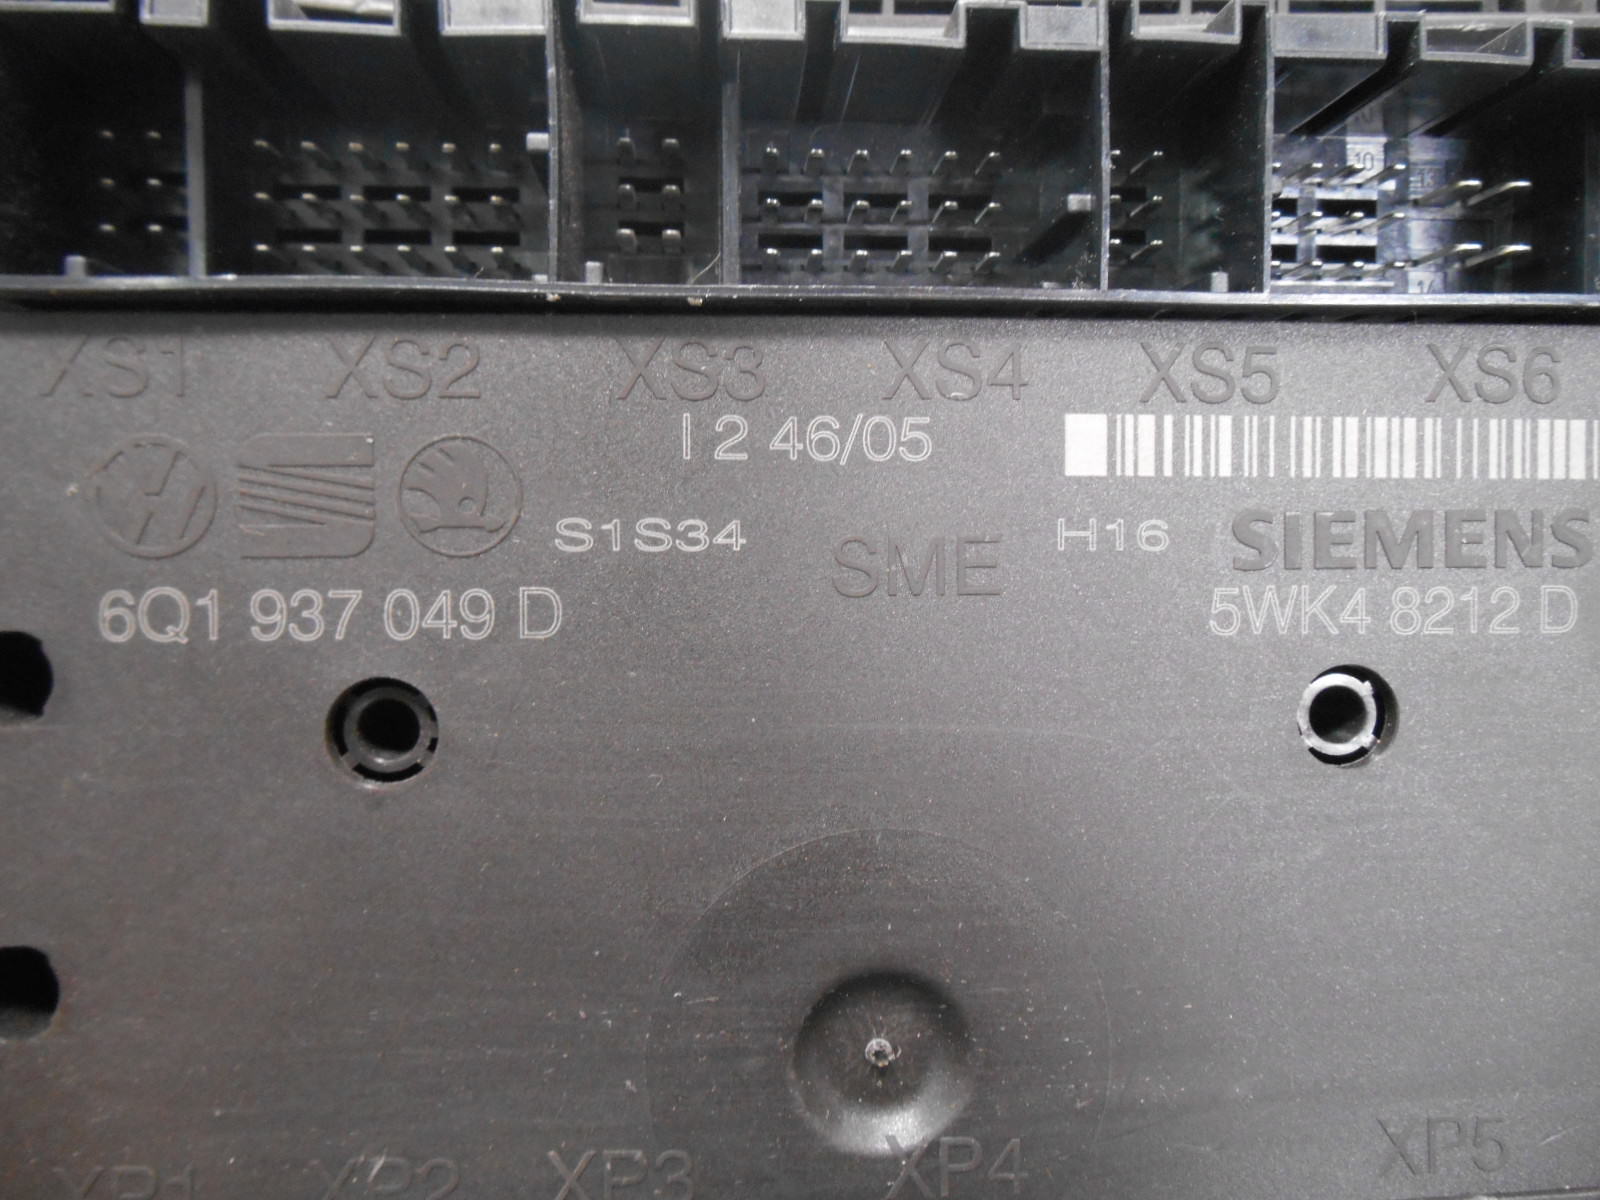 XS1 XS2 XS3 XS4 XS5 XS6
I 2 46/05
S1S34 SME H16 SIEMENS
6Q1 937 049 D 5WK4 8212 D
XP1 XP2 XP3 XP4 XP5